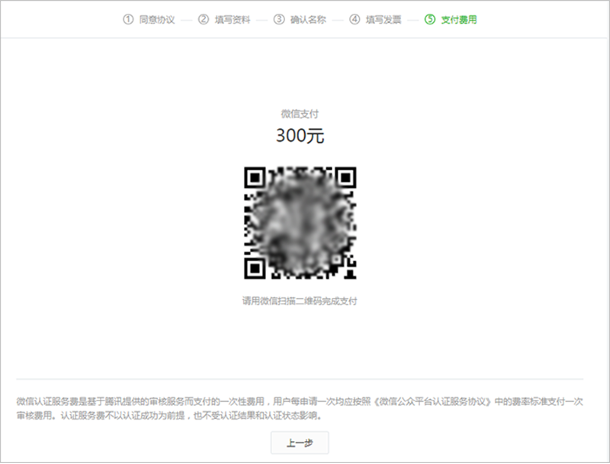 ① 同意协议 ② 填写资料 ③ 确认名称 ④ 填写发票 ⑤ 支付费用
微信支付
300元
请用微信扫描二维码完成支付
微信认证服务费是基于腾讯提供的审核服务而支付的一次性费用，用户每申请一次均应按照《微信公众平台认证服务协议》中的费率标准支付一次
审核费用。认证服务费不以认证成功为前提，也不受认证结果和认证状态影响。
上一步